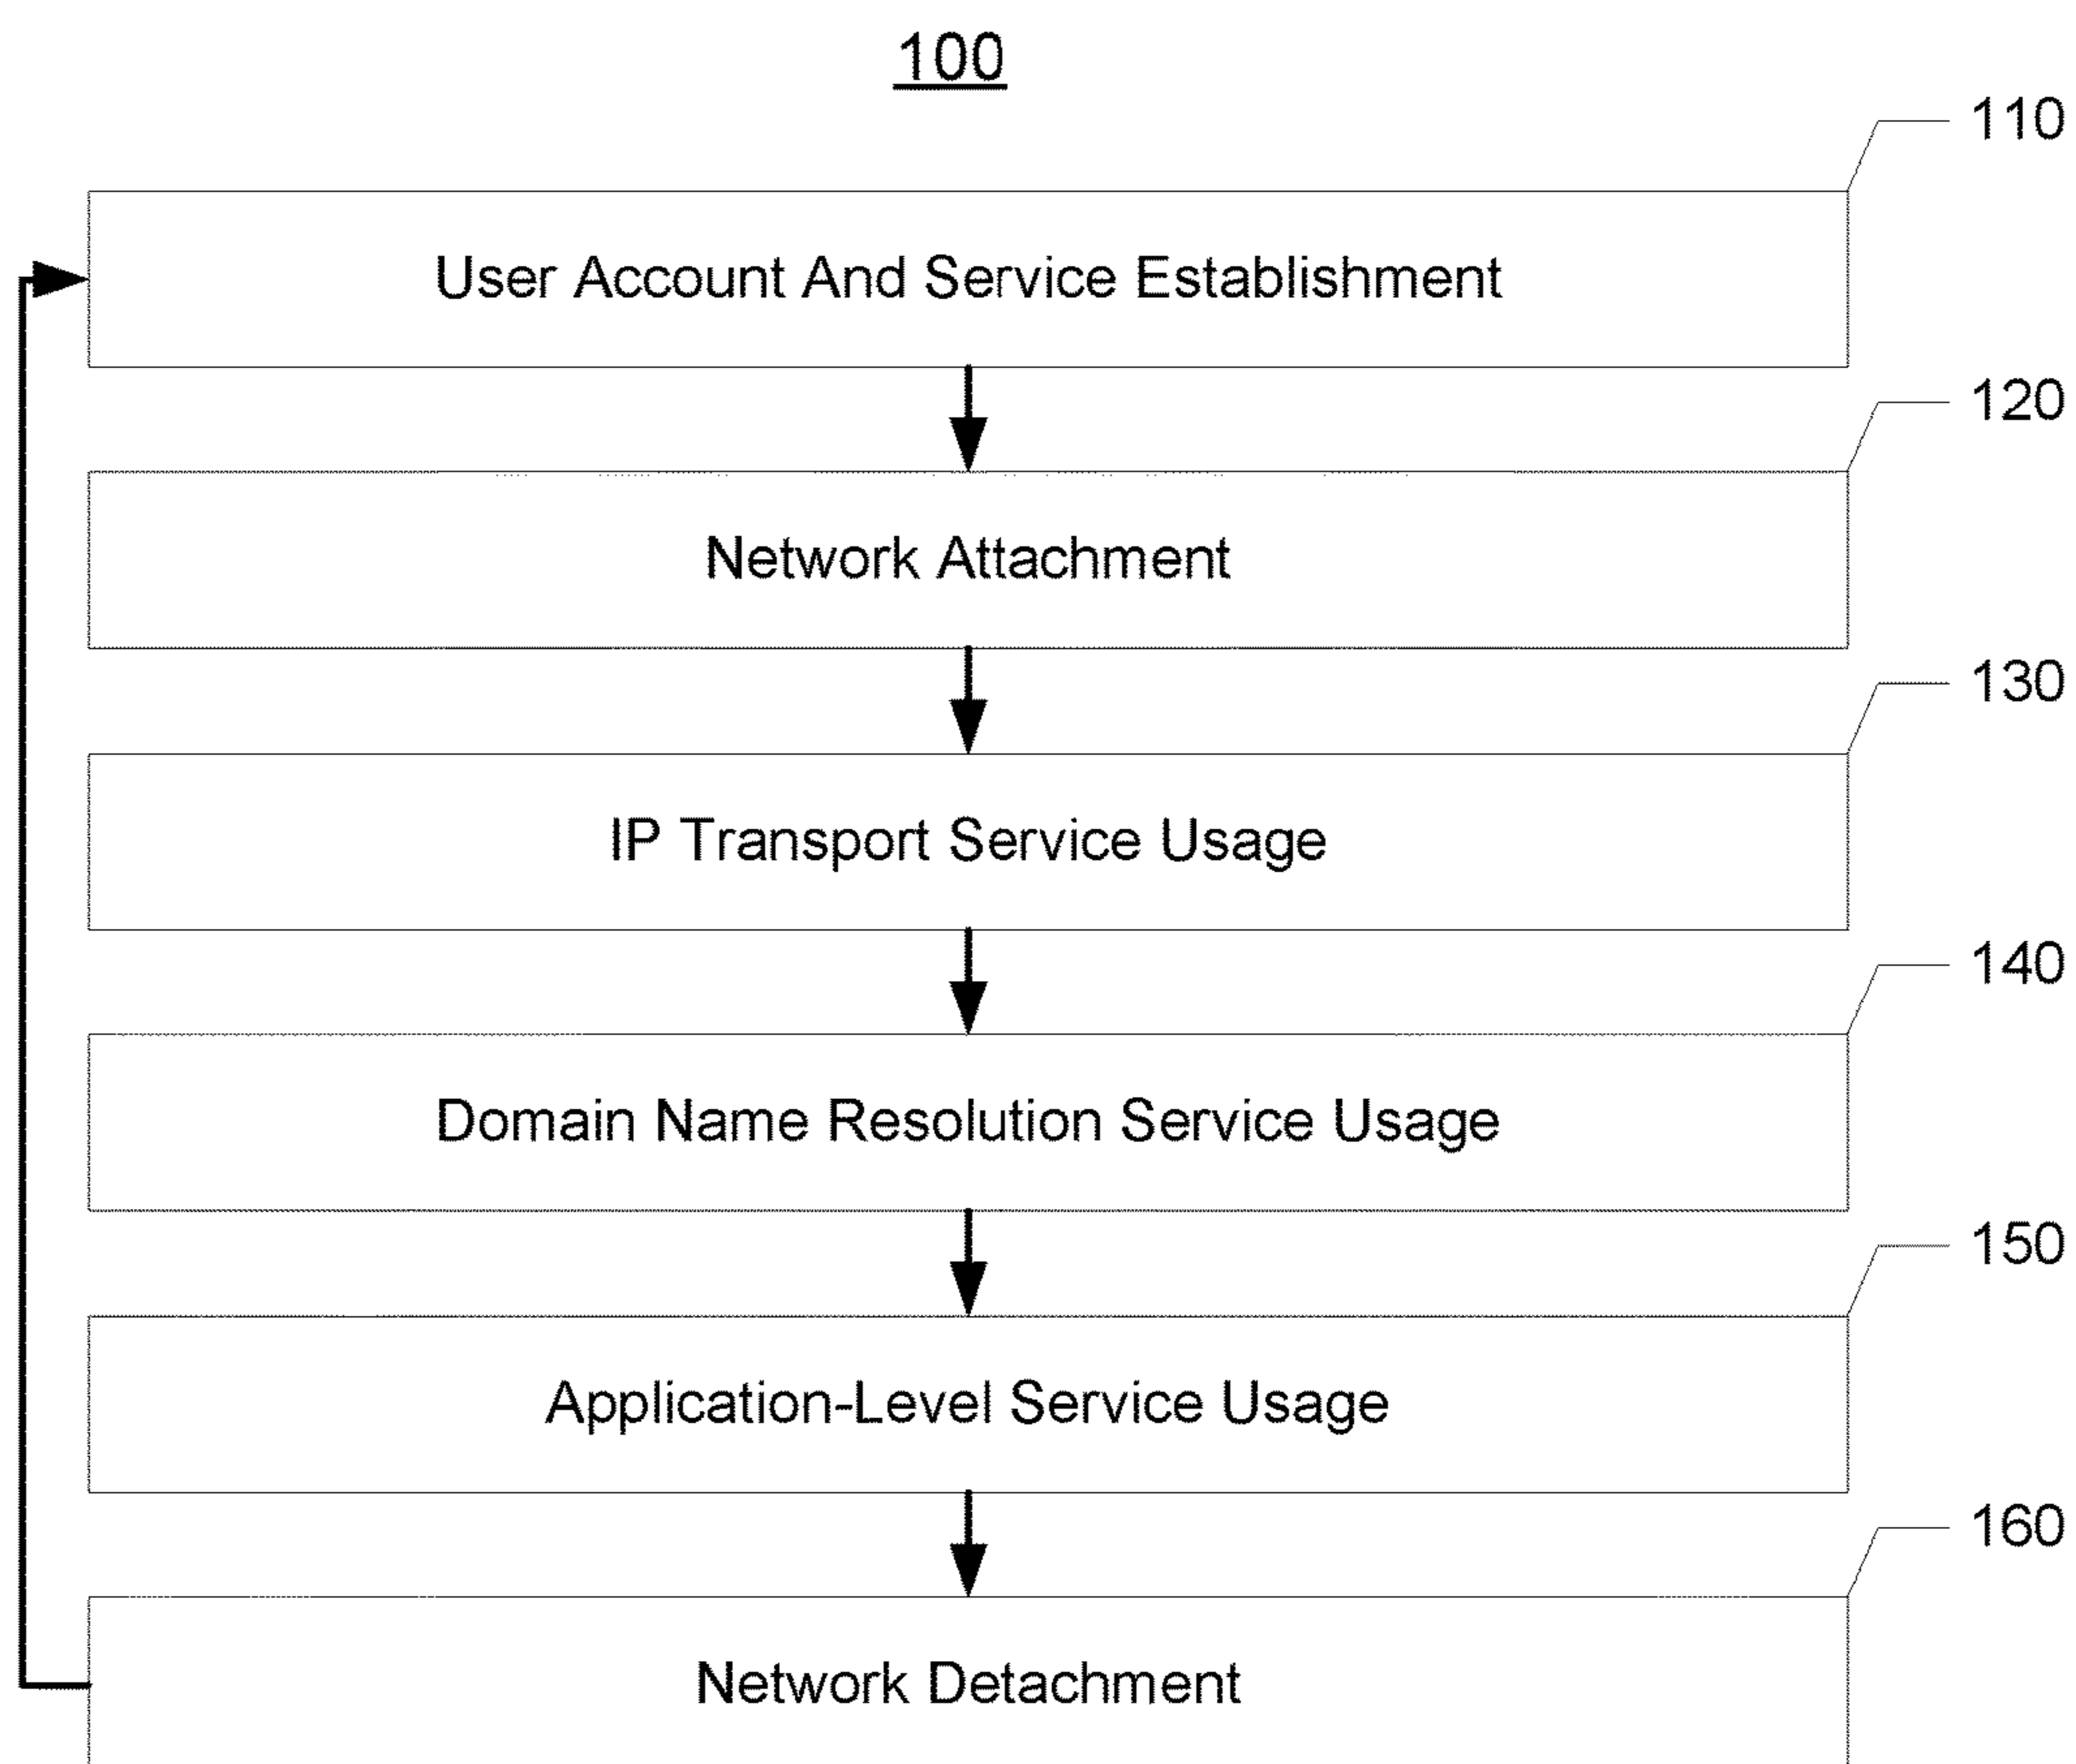 100
110
User Account And Service Establishment
120
Network Attachment
130
IP Transport Service Usage
140
Domain Name Resolution Service Usage
150
Application-Level Service Usage
160
Network Detachment